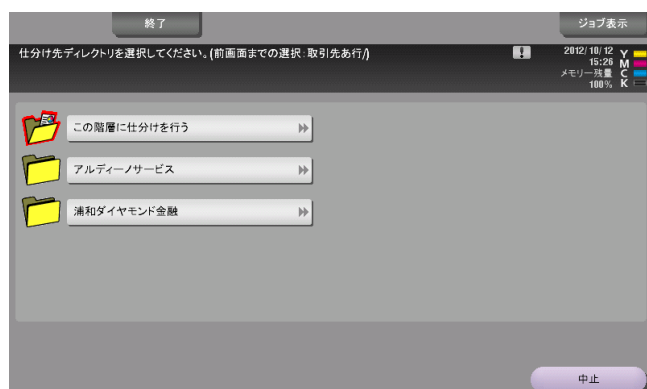 終了
ジョブ表示
仕分け先ディレクトリを選択してください。(前画面までの選択:取引先あ行/)
2012/10/12
15:26
メモリー残量
100%
Y
M
C
K
この階層に仕分けを行う
アルディーノサービス
浦和ダイヤモンド金融
中止